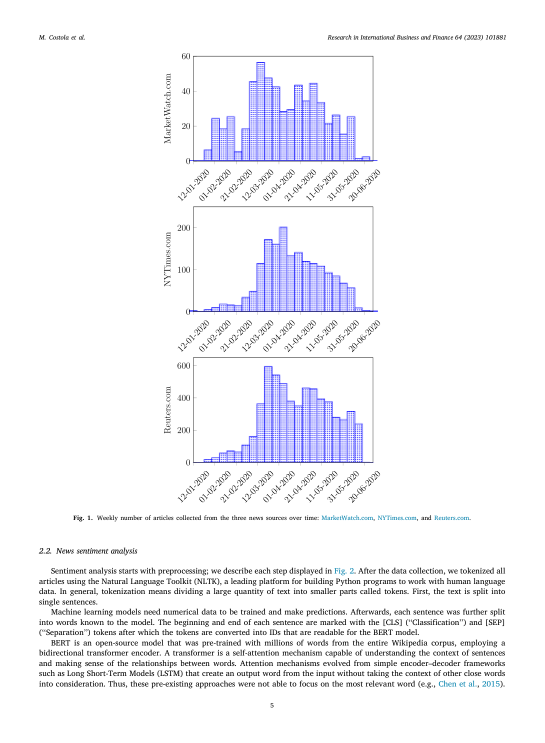 M. Costola et al.
Research in International Business and Finance 64 (2023) 101881
60
40
20
0
MarketWatch.com
12-01-2020
01-02-2020
21-02-2020
12-03-2020
01-04-2020
21-04-2020
11-05-2020
31-05-2020
20-06-2020
200
100
0
NYTimes.com
12-01-2020
01-02-2020
21-02-2020
12-03-2020
01-04-2020
21-04-2020
11-05-2020
31-05-2020
20-06-2020
600
400
200
0
Reuters.com
12-01-2020
01-02-2020
21-02-2020
12-03-2020
01-04-2020
21-04-2020
11-05-2020
31-05-2020
20-06-2020
Fig. 1. Weekly number of articles collected from the three news sources over time: MarketWatch.com, NYTimes.com, and Reuters.com.
2.2. News sentiment analysis
Sentiment analysis starts with preprocessing; we describe each step displayed in Fig. 2. After the data collection, we tokenized all
articles using the Natural Language Toolkit (NLTK), a leading platform for building Python programs to work with human language
data. In general, tokenization means dividing a large quantity of text into smaller parts called tokens. First, the text is split into
single sentences.
Machine learning models need numerical data to be trained and make predictions. Afterwards, each sentence was further split
into words known to the model. The beginning and end of each sentence are marked with the [CLS] (“Classification”) and [SEP]
(“Separation”) tokens after which the tokens are converted into IDs that are readable for the BERT model.
BERT is an open-source model that was pre-trained with millions of words from the entire Wikipedia corpus, employing a
bidirectional transformer encoder. A transformer is a self-attention mechanism capable of understanding the context of sentences
and making sense of the relationships between words. Attention mechanisms evolved from simple encoder–decoder frameworks
such as Long Short-Term Models (LSTM) that create an output word from the input without taking the context of other close words
into consideration. Thus, these pre-existing approaches were not able to focus on the most relevant word (e.g., Chen et al., 2015).
5